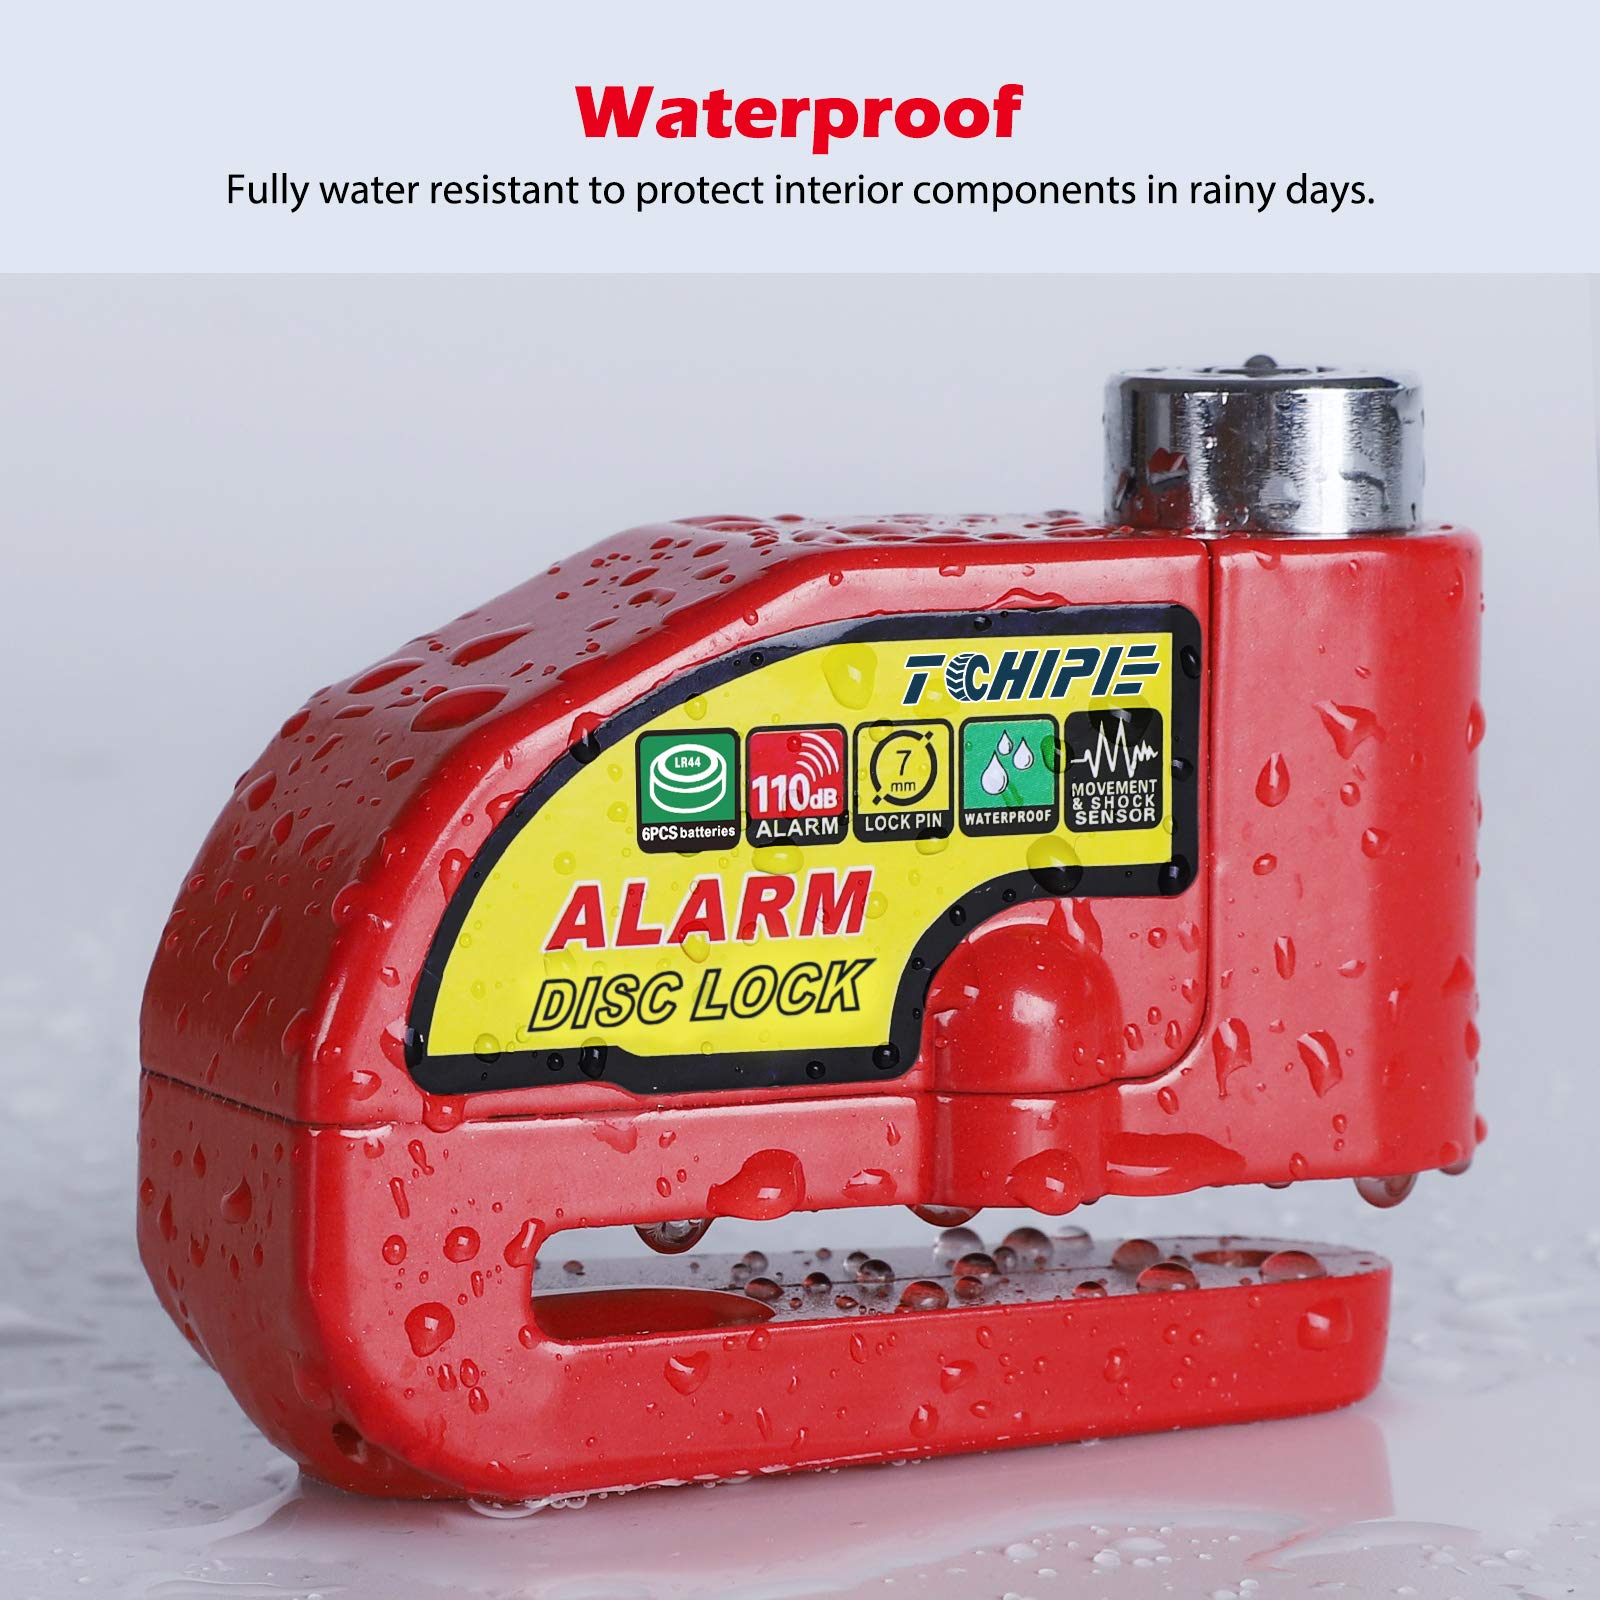 Waterproof
Fully water resistant to protect interior components in rainy days.
TCHIPIE
LR44
6PCS batteries
110dB
ALARM
7
mm
LOCK PIN
WATERPROOF
MOVEMENT
& SHOCK
SENSOR
ALARM
DISC LOCK